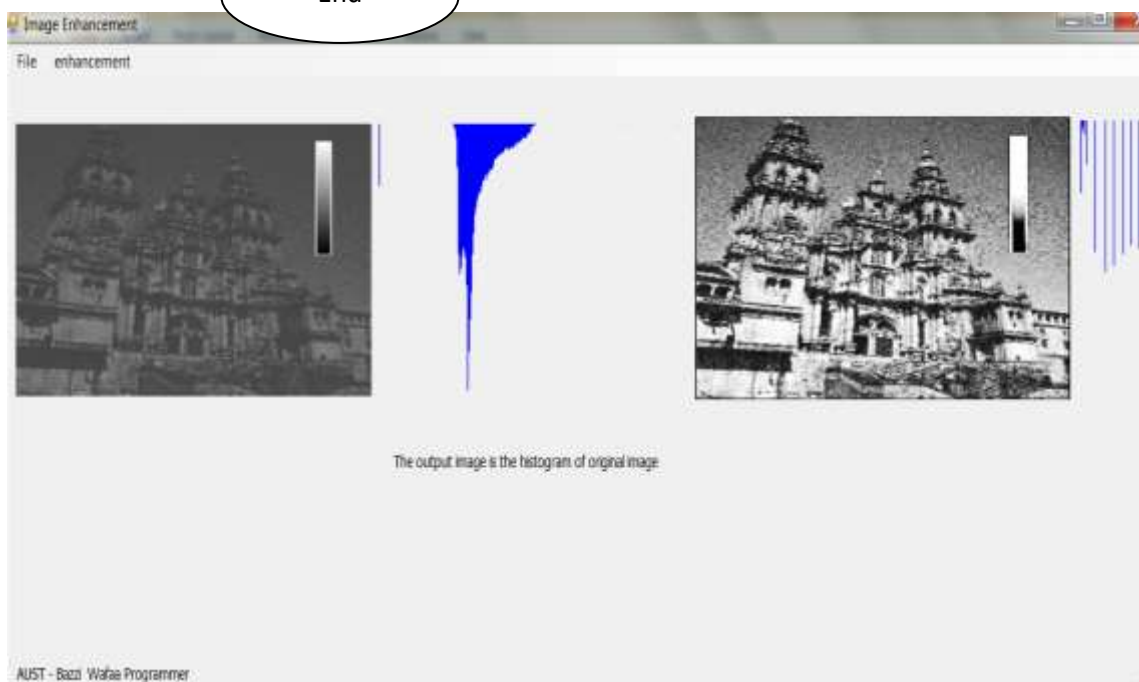 End
Image Enhancement
File enhancement
The output image is the histogram of original image
AUST - Bazzi Wafaa Programmer